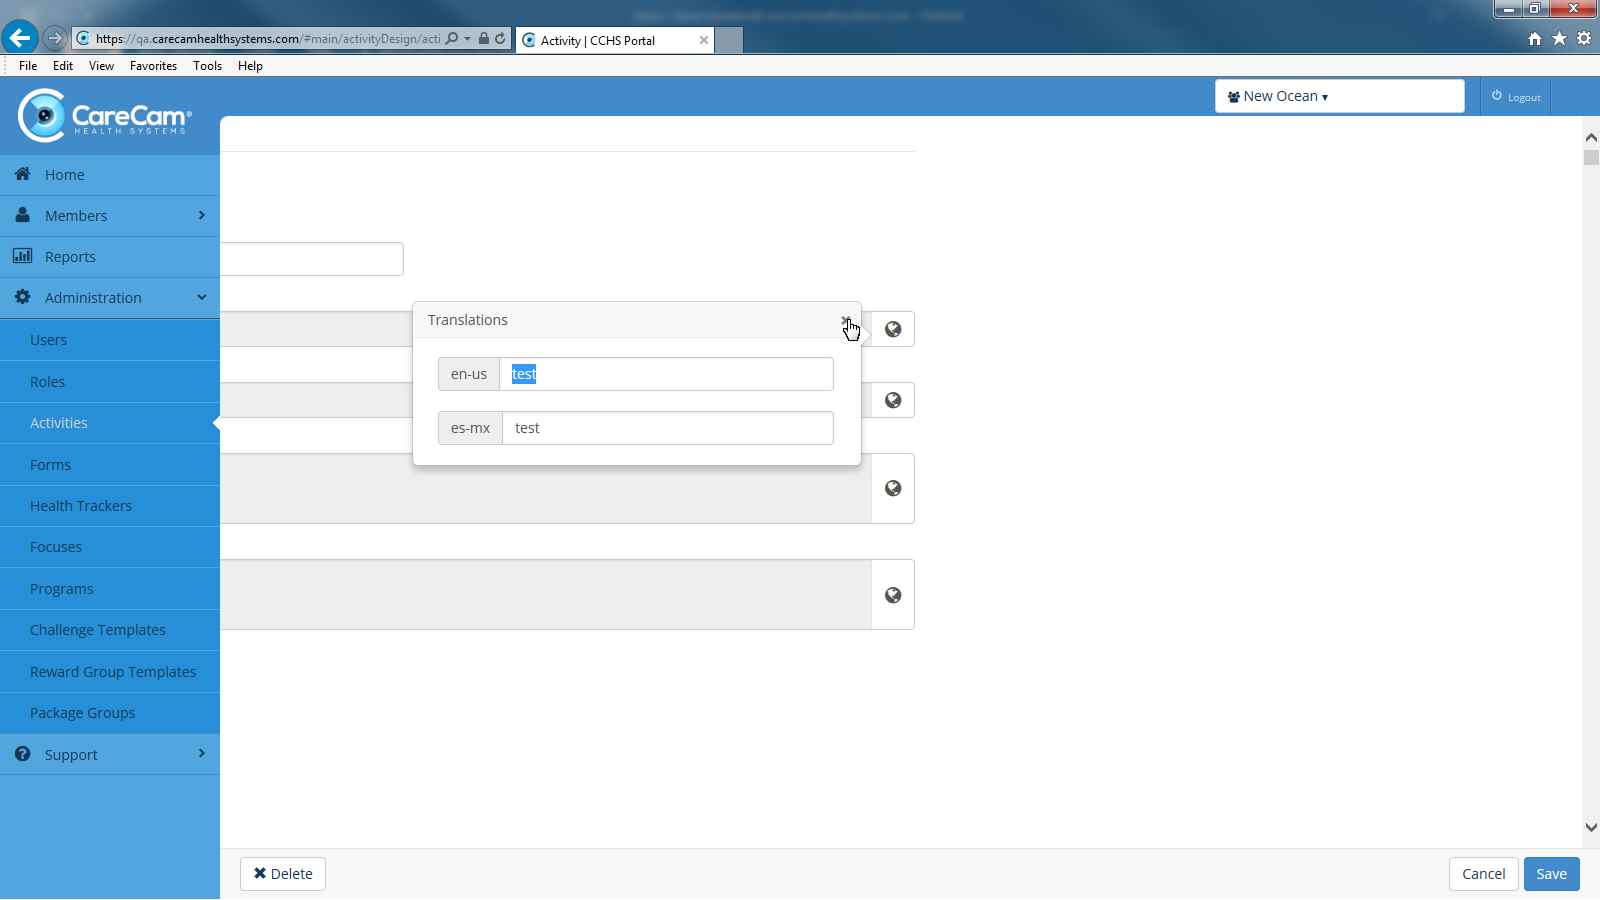 https://qa.carecamhealthsystems.com/#main/activityDesign/acti
Activity | CCHS Portal
File Edit View Favorites Tools Help
CareCam
HEALTH SYSTEMS
New Ocean
Logout
Home
Members
Reports
Administration
Users
Roles
Activities
Forms
Health Trackers
Focuses
Programs
Challenge Templates
Reward Group Templates
Package Groups
Support
Translations
en-us test
es-mx test
Delete
Cancel
Save